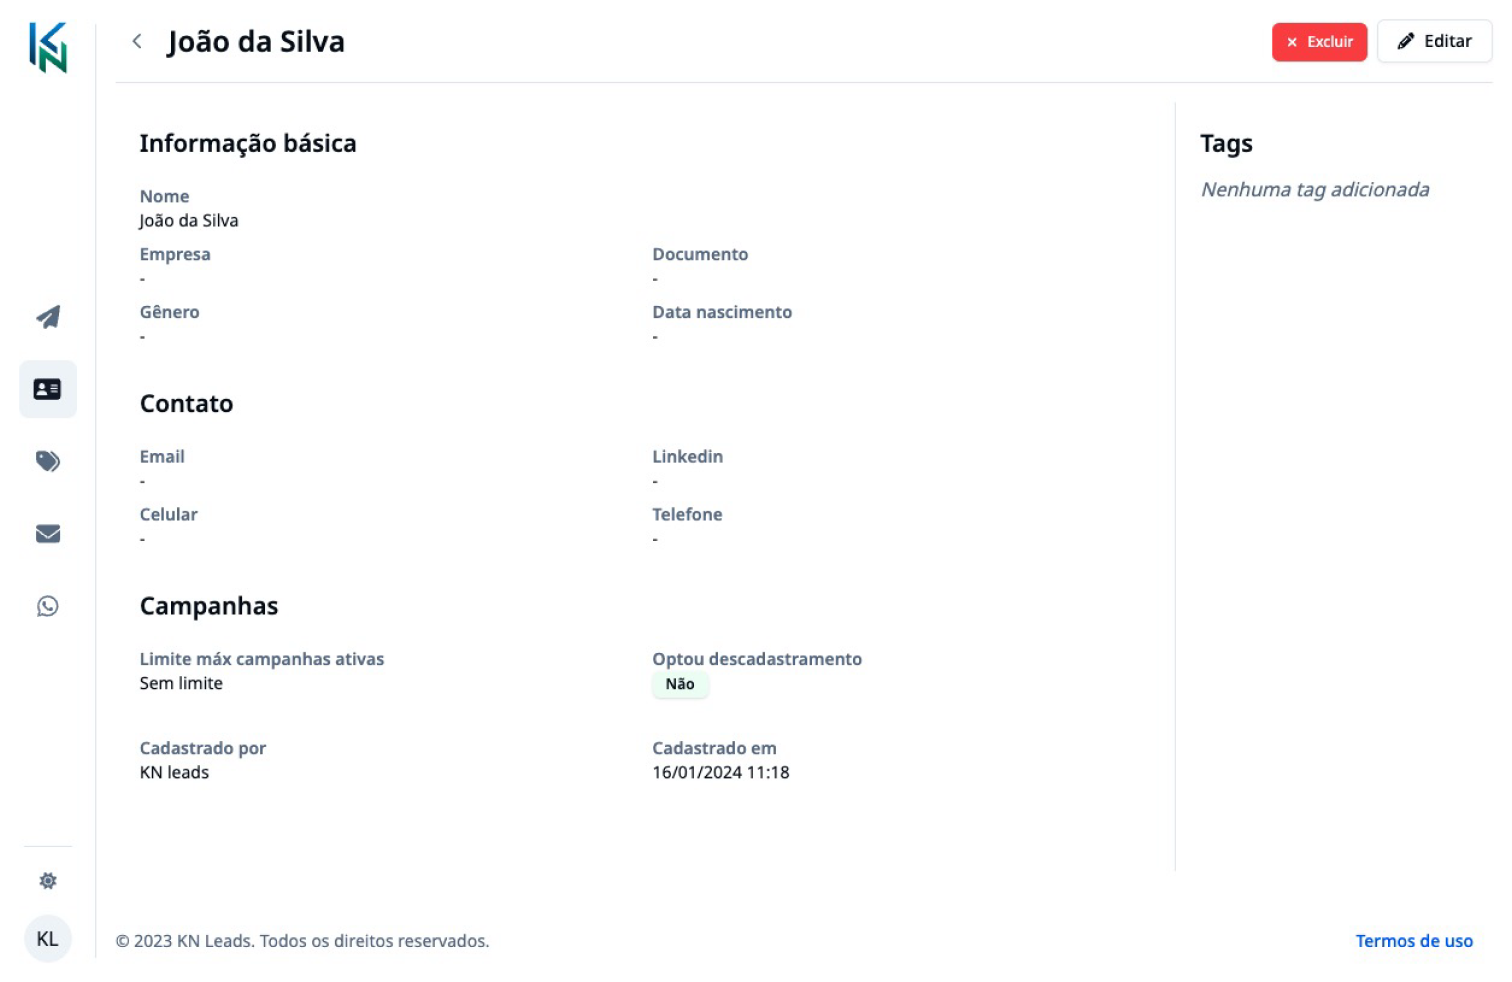 KN
João da Silva
Excluir
Editar
Informação básica
Nome
João da Silva
Empresa
-
Documento
-
Gênero
-
Data nascimento
-
Contato
Email
-
Linkedin
-
Celular
-
Telefone
-
Campanhas
Limite máx campanhas ativas
Sem limite
Optou descadastramento
Não
Cadastrado por
KN leads
Cadastrado em
16/01/2024 11:18
Tags
Nenhuma tag adicionada
KL
© 2023 KN Leads. Todos os direitos reservados.
Termos de uso